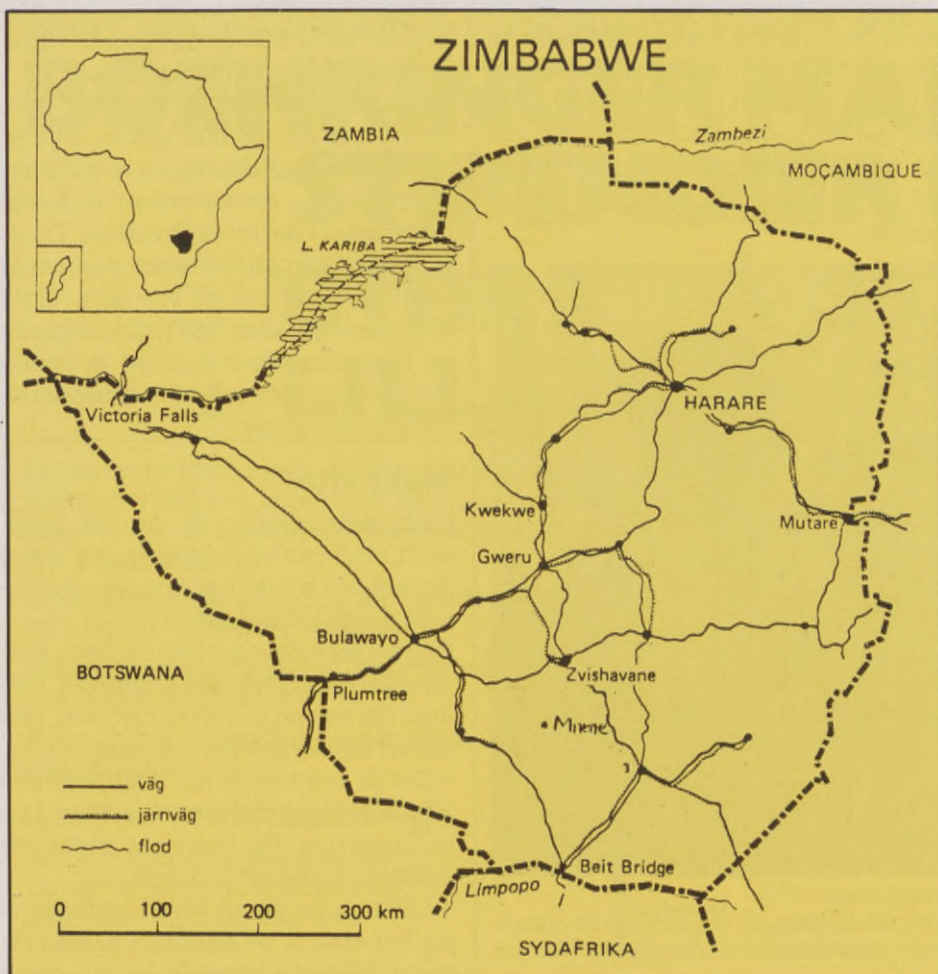 ZIMBABWE
ZAMBIA
Zambezi
MOÇAMBIQUE
L. KARIBA
Victoria Falls
HARARE
Kwekwe
Mutare
Gweru
Bulawayo
BOTSWANA
Zvishavane
Plumtree
väg
järnväg
flod
Beit Bridge
Limpopo
0 100 200 300 km
SYDAFRIKA